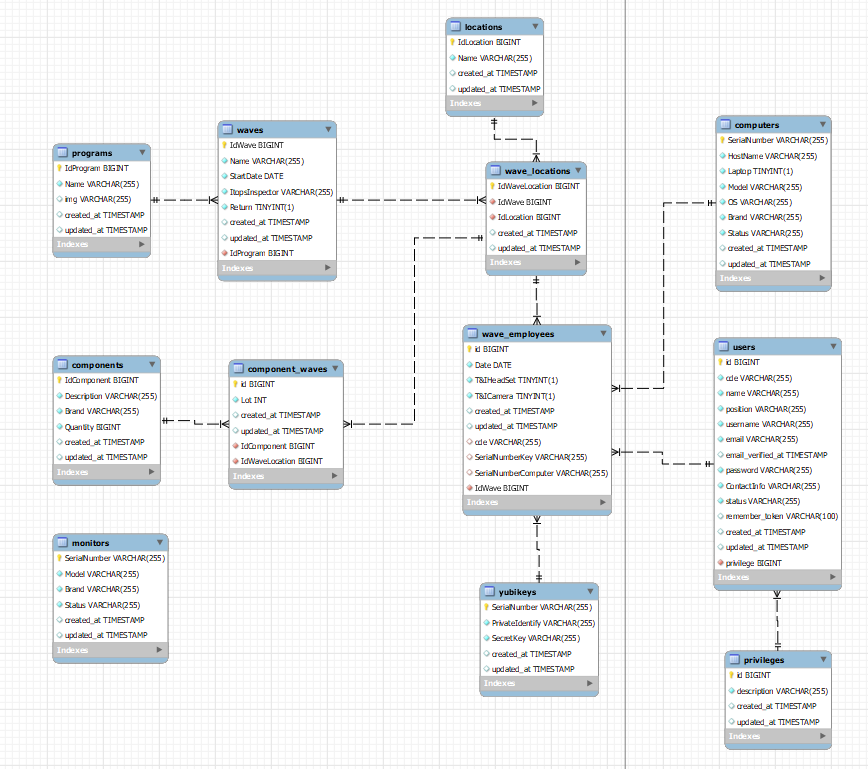 locations
IdLocation BIGINT
Name VARCHAR(255)
created_at TIMESTAMP
updated_at TIMESTAMP
Indexes
programs
IdProgram BIGINT
Name VARCHAR(255)
img VARCHAR(255)
created_at TIMESTAMP
updated_at TIMESTAMP
Indexes
waves
IdWave BIGINT
Name VARCHAR(255)
StartDate DATE
ItopsInspector VARCHAR(255)
Return TINYINT(1)
created_at TIMESTAMP
updated_at TIMESTAMP
IdProgram BIGINT
Indexes
wave_locations
IdWaveLocation BIGINT
IdWave BIGINT
IdLocation BIGINT
created_at TIMESTAMP
updated_at TIMESTAMP
Indexes
computers
SerialNumber VARCHAR(255)
HostName VARCHAR(255)
Laptop TINYINT(1)
Model VARCHAR(255)
OS VARCHAR(255)
Brand VARCHAR(255)
Status VARCHAR(255)
created_at TIMESTAMP
updated_at TIMESTAMP
Indexes
components
IdComponent BIGINT
Description VARCHAR(255)
Brand VARCHAR(255)
Quantity BIGINT
created_at TIMESTAMP
updated_at TIMESTAMP
Indexes
component_waves
id BIGINT
Lot INT
created_at TIMESTAMP
updated_at TIMESTAMP
IdComponent BIGINT
IdWaveLocation BIGINT
Indexes
wave_employees
id BIGINT
Date DATE
T&IHeadSet TINYINT(1)
T&ICamera TINYINT(1)
created_at TIMESTAMP
updated_at TIMESTAMP
cde VARCHAR(255)
SerialNumberKey VARCHAR(255)
SerialNumberComputer VARCHAR(255)
IdWave BIGINT
Indexes
users
id BIGINT
cde VARCHAR(255)
name VARCHAR(255)
position VARCHAR(255)
username VARCHAR(255)
email VARCHAR(255)
email_verified_at TIMESTAMP
password VARCHAR(255)
ContactInfo VARCHAR(255)
status VARCHAR(255)
remember_token VARCHAR(100)
created_at TIMESTAMP
updated_at TIMESTAMP
privilege BIGINT
Indexes
monitors
SerialNumber VARCHAR(255)
Model VARCHAR(255)
Brand VARCHAR(255)
Status VARCHAR(255)
created_at TIMESTAMP
updated_at TIMESTAMP
Indexes
yubikeys
SerialNumber VARCHAR(255)
PrivateIdentify VARCHAR(255)
SecretKey VARCHAR(255)
created_at TIMESTAMP
updated_at TIMESTAMP
Indexes
privileges
id BIGINT
description VARCHAR(255)
created_at TIMESTAMP
updated_at TIMESTAMP
Indexes